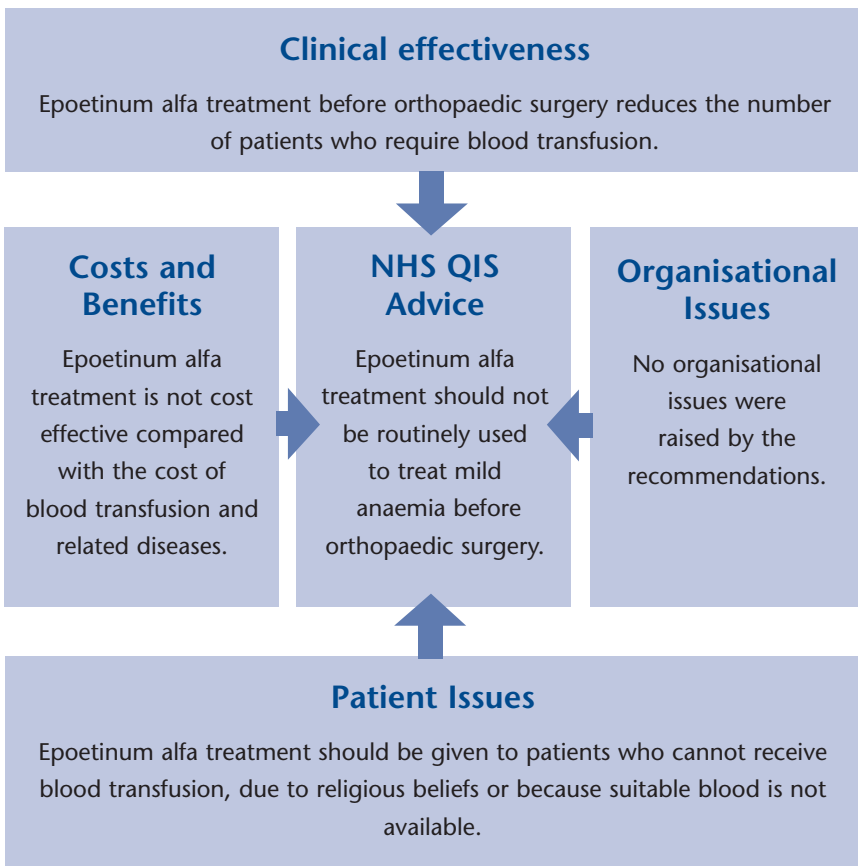 Clinical effectiveness
Epoetinum alfa treatment before orthopaedic surgery reduces the number
of patients who require blood transfusion.
Costs and
Benefits
Epoetinum alfa
treatment is not cost
effective compared
with the cost of
blood transfusion and
related diseases.
NHS QIS
Advice
Epoetinum alfa
treatment should not
be routinely used
to treat mild
anaemia before
orthopaedic surgery.
Organisational
Issues
No organisational
issues were
raised by the
recommendations.
Patient Issues
Epoetinum alfa treatment should be given to patients who cannot receive
blood transfusion, due to religious beliefs or because suitable blood is not
available.